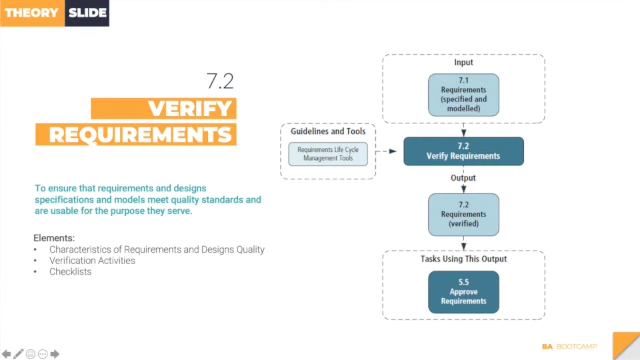 THEORY SLIDE
7.2
VERIFY
REQUIREMENTS
To ensure that requirements and designs
specifications and models meet quality standards and
are usable for the purpose they serve.
Elements:
• Characteristics of Requirements and Designs Quality
• Verification Activities
• Checklists
Input
7.1
Requirements
(specified and
modelled)
Guidelines and Tools
Requirements Life Cycle
Management Tools
7.2
Verify Requirements
Output
7.2
Requirements
(verified)
Tasks Using This Output
5.5
Approve
Requirements
BA BOOTCAMP